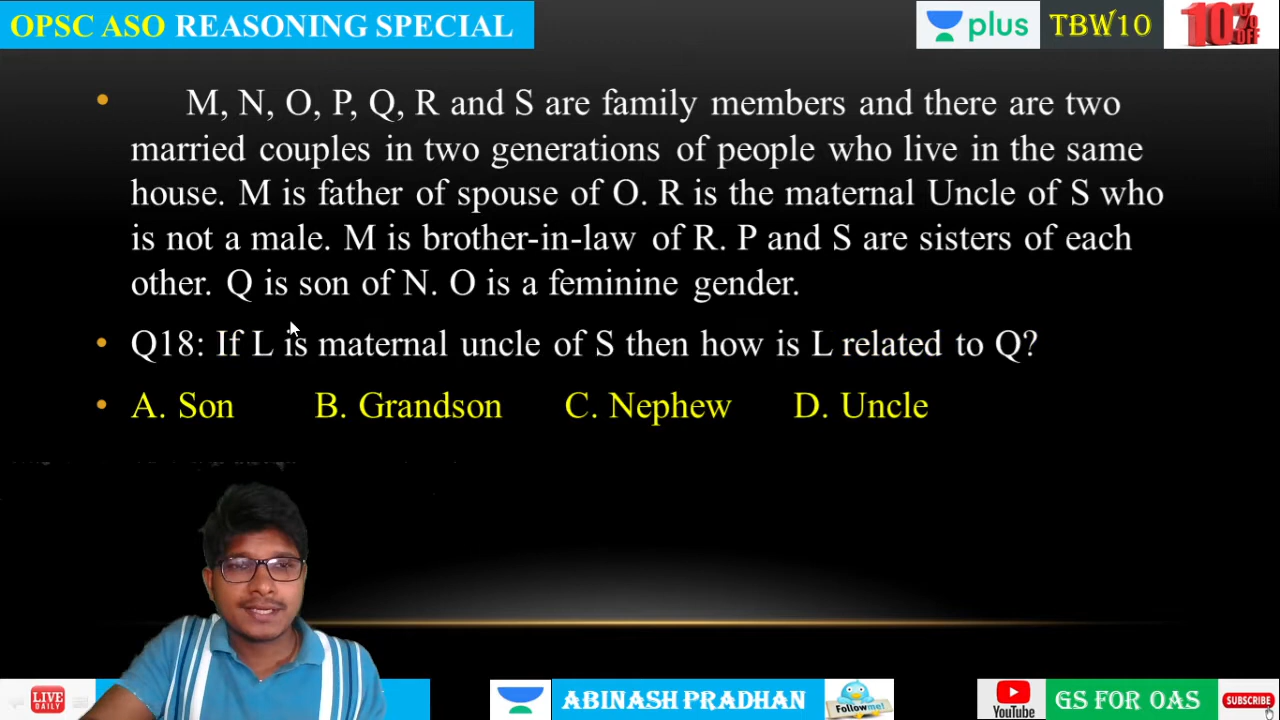 OPSC ASO REASONING SPECIAL
plus
TBW10
10% OFF
• M, N, O, P, Q, R and S are family members and there are two
married couples in two generations of people who live in the same
house. M is father of spouse of O. R is the maternal Uncle of S who
is not a male. M is brother-in-law of R. P and S are sisters of each
other. Q is son of N. O is a feminine gender.
• Q18: If L is maternal uncle of S then how is L related to Q?
• A. Son B. Grandson C. Nephew D. Uncle
LIVE
DAILY
ABINASH PRADHAN
Follow me!
YouTube
GS FOR OAS
SUBSCRIBE